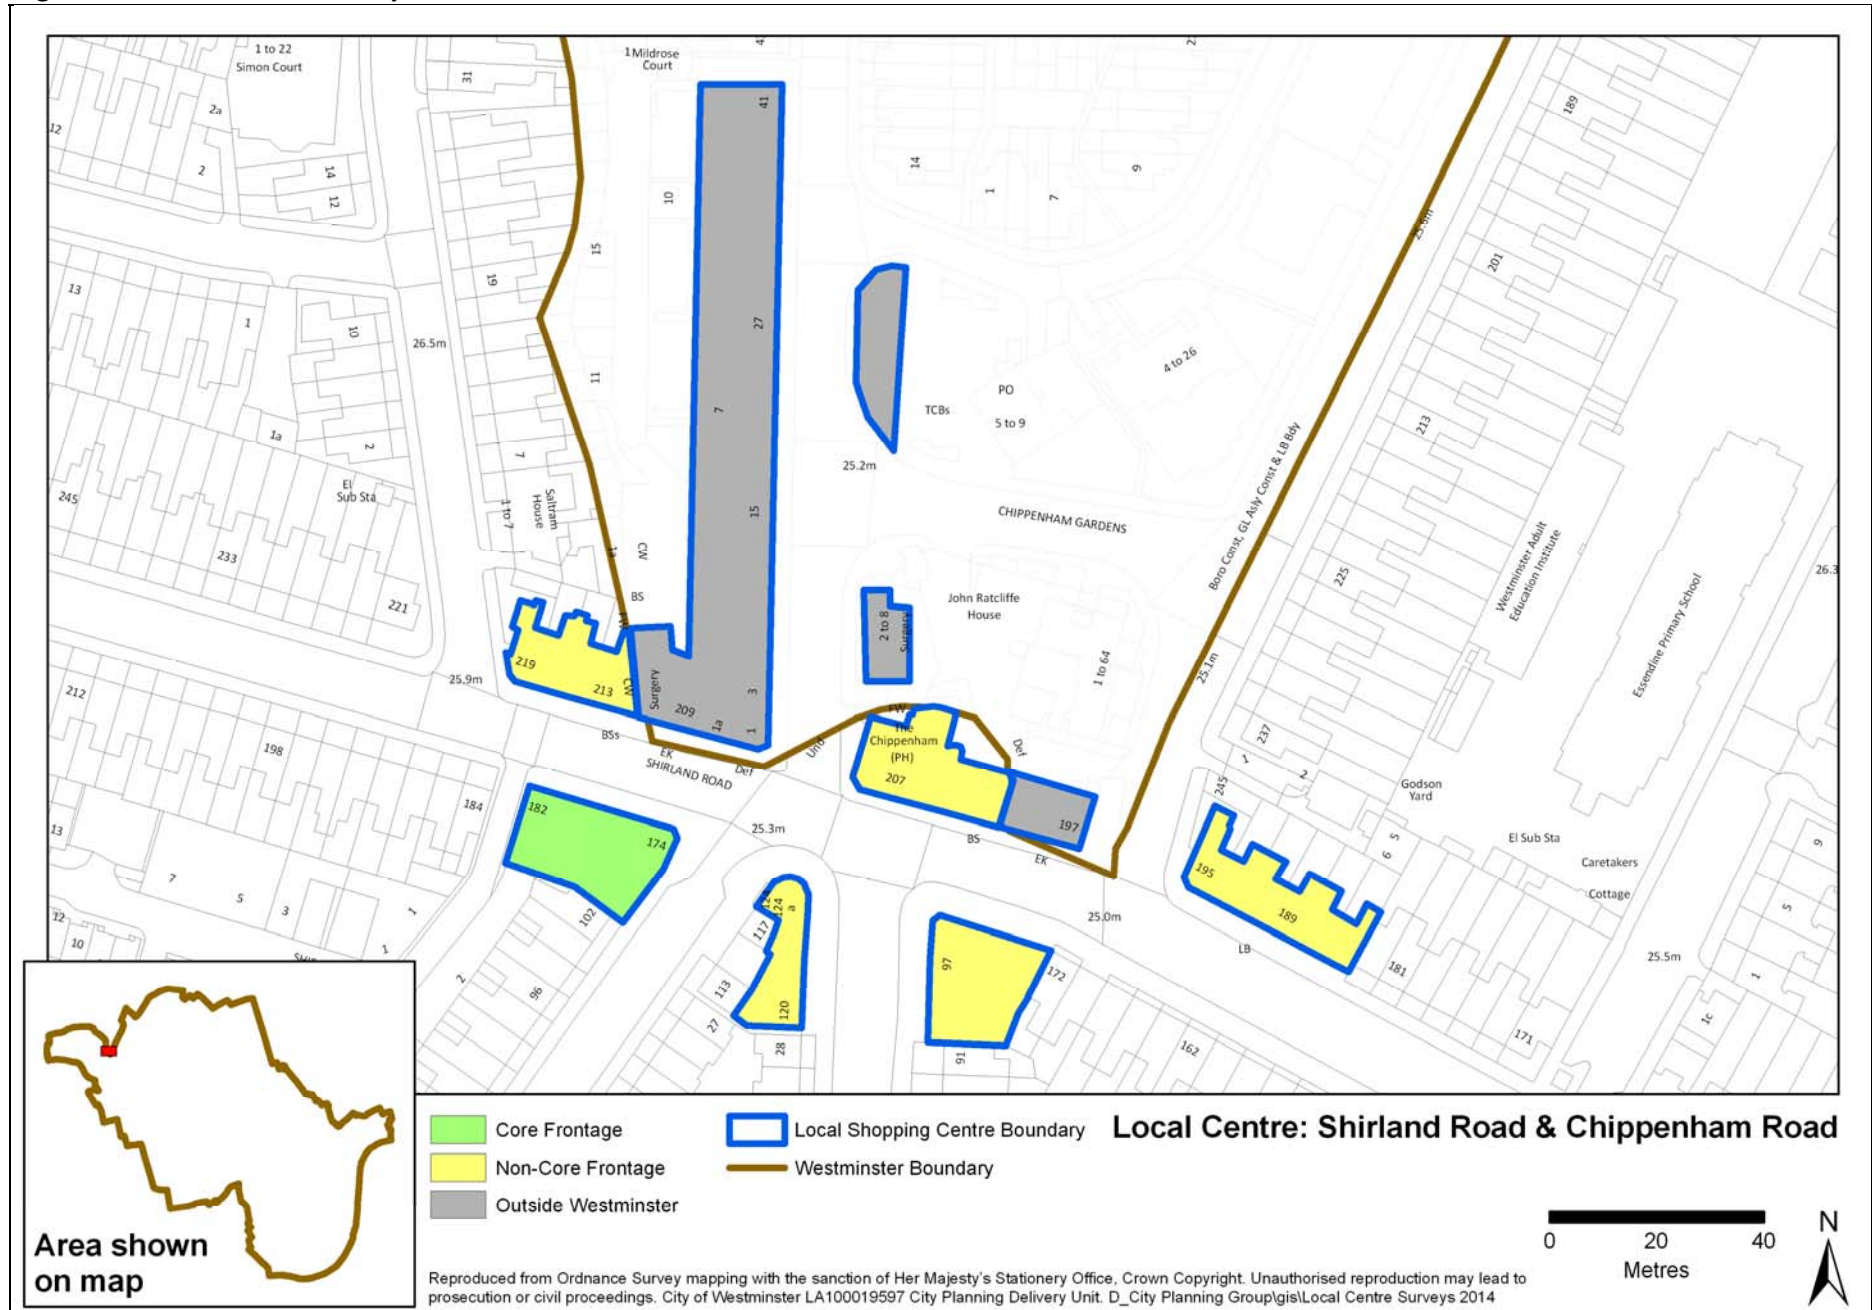 1 to 22
Simon Court
31
1 Mildrose
Court
2a
41
12
189
2
14
12
14
1
7
9
10
15
19
25.6m
201
13
1
10
26.5m
27
11
4 to 26
PO
7
TCBs
5 to 9
213
1a
2
25.2m
Boro Const, GL Asly Const & LB Bdy
El
Sub Sta
245
7
1 to 7
Saltram
House
15
CHIPPENHAM GARDENS
Westminster Adult
Education Institute
233
1a
CW
225
26.3
BS
FW
221
2 to 8
Surgery
John Ratcliffe
House
Essendine Primary School
1 to 64
25.1m
219
213
CW
Surgery
209
1a
3
1
25.9m
212
FW
The
Chippenham
(PH)
207
Und
Def
237
BSs
EK
Def
SHIRLAND ROAD
198
1
2
245
Godson
Yard
184
182
174
25.3m
197
BS
EK
13
5
6
El Sub Sta
9
Caretakers
Cottage
7
5
3
1
102
124
a
117
195
189
5
12
10
1
25.0m
LB
97
172
181
25.5m
1
2
96
113
27
120
28
91
162
171
1c
Core Frontage
Non-Core Frontage
Outside Westminster
Local Shopping Centre Boundary
Westminster Boundary
Local Centre: Shirland Road & Chippenham Road
Area shown
on map
0 20 40
Metres
N
Reproduced from Ordnance Survey mapping with the sanction of Her Majesty's Stationery Office, Crown Copyright. Unauthorised reproduction may lead to
prosecution or civil proceedings. City of Westminster LA100019597 City Planning Delivery Unit. D_City Planning Group\gis\Local Centre Surveys 2014